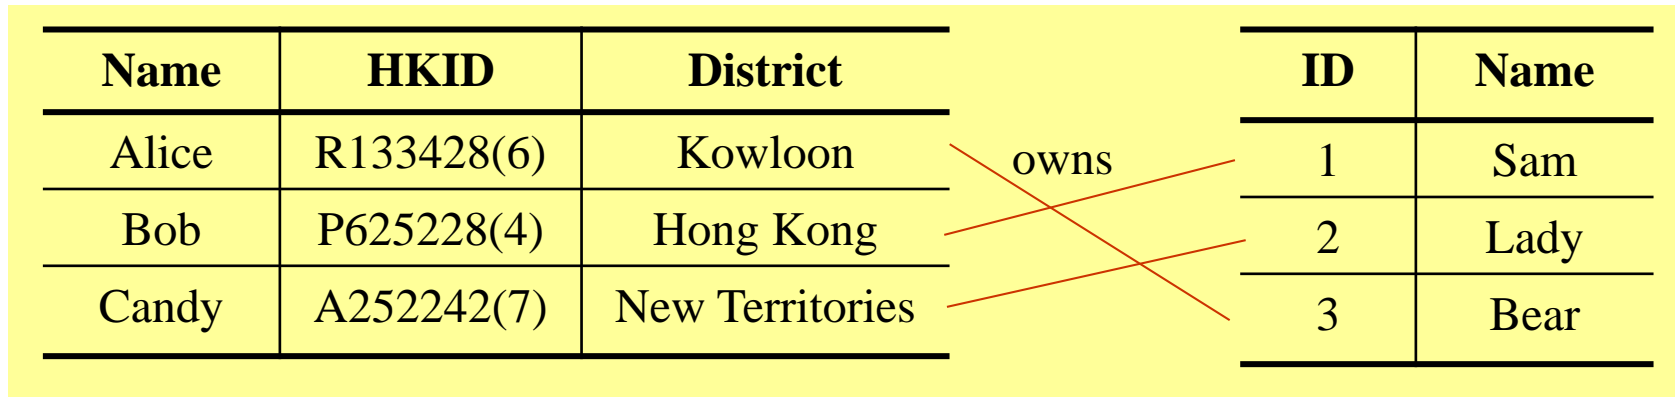 Name HKID District
Alice R133428(6) Kowloon
Bob P625228(4) Hong Kong
Candy A252242(7) New Territories
owns
ID Name
1 Sam
2 Lady
3 Bear